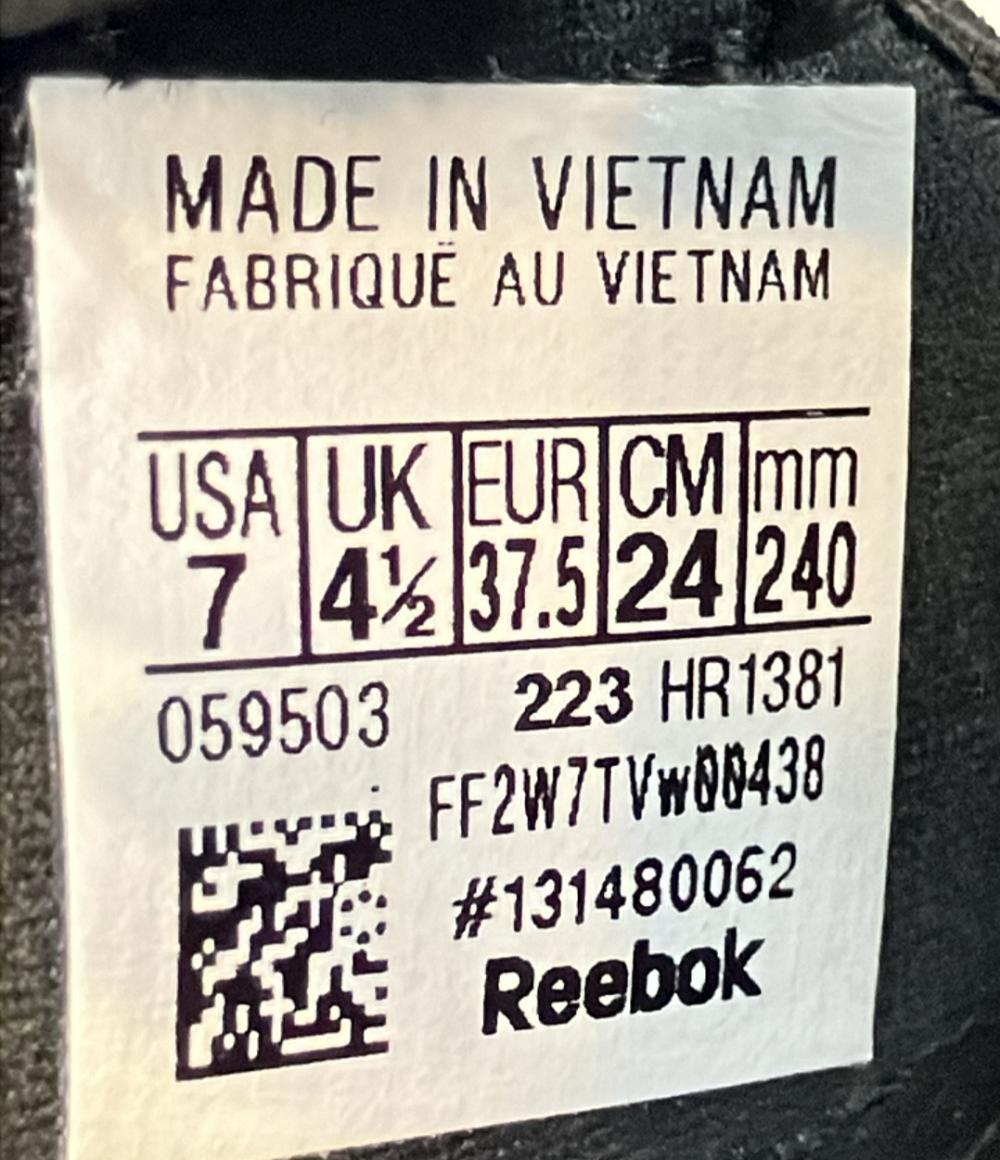 MADE IN VIETNAM
FABRIQUË AU VIETNAM
USA UK EUR CM mm
7 4½ 37.5 24 240
059503 223 HR1381
FF2W7TVw00438
#131480062
Reebok